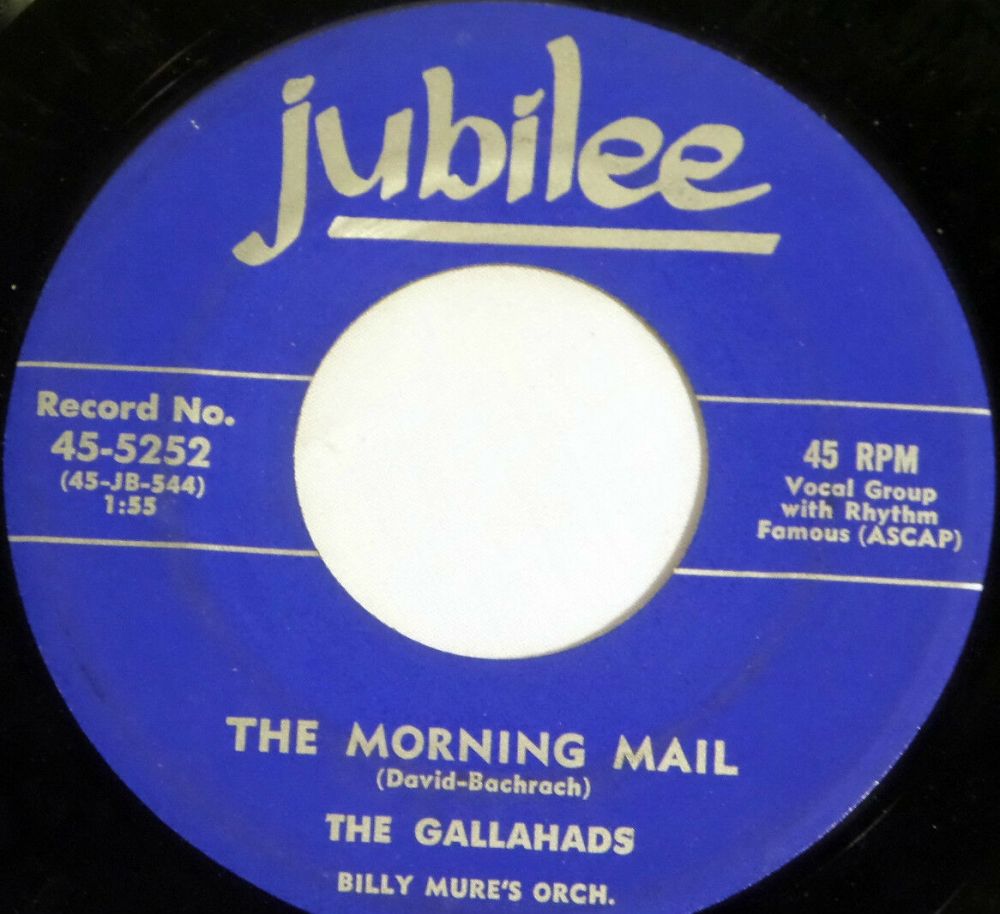 jubilee
Record No.
45-5252
(45-JB-544)
1:55
45 RPM
Vocal Group
with Rhythm
Famous (ASCAP)
THE MORNING MAIL
(David-Bachrach)
THE GALLAHADS
BILLY MURE'S ORCH.